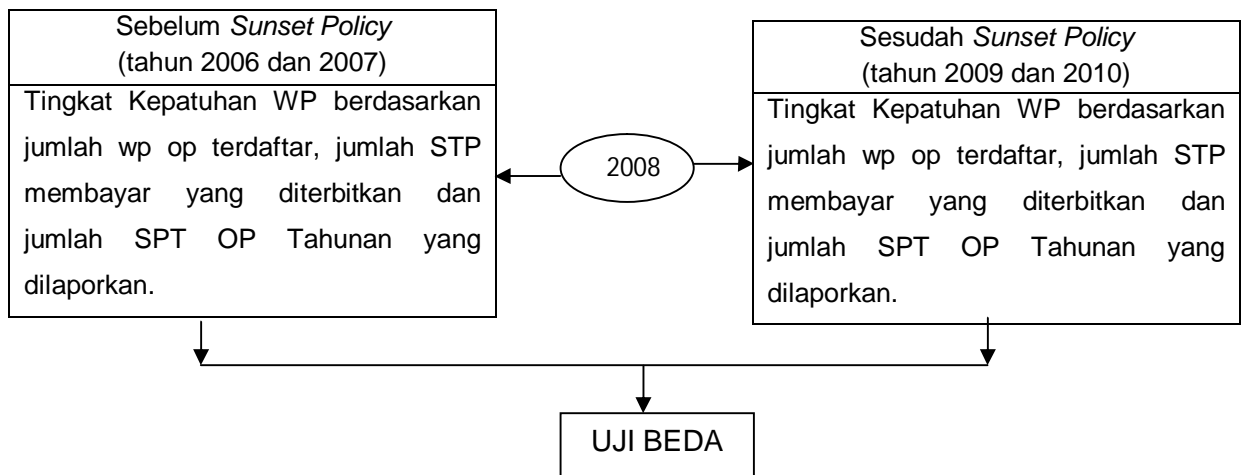 Sebelum Sunset Policy
(tahun 2006 dan 2007)
Tingkat Kepatuhan WP berdasarkan
jumlah wp op terdaftar, jumlah STP
membayar yang diterbitkan dan
jumlah SPT OP Tahunan yang
dilaporkan.
2008
Sesudah Sunset Policy
(tahun 2009 dan 2010)
Tingkat Kepatuhan WP berdasarkan
jumlah wp op terdaftar, jumlah STP
membayar yang diterbitkan dan
jumlah SPT OP Tahunan yang
dilaporkan.
UJI BEDA